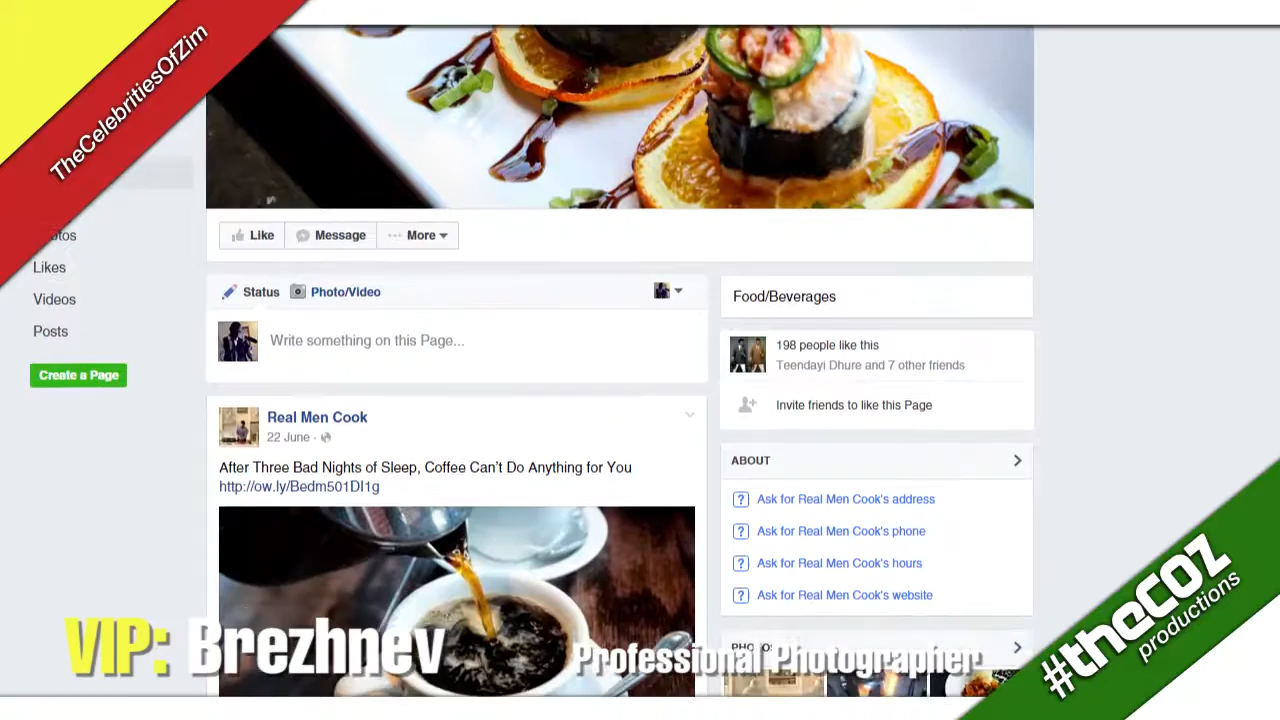 TheCelebritiesOfZim
Like
Message
More
Likes
Videos
Posts
Create a Page
Status
Photo/Video
Write something on this Page...
Real Men Cook
22 June ·
After Three Bad Nights of Sleep, Coffee Can't Do Anything for You
http://ow.ly/Bedm501DI1g
Food/Beverages
198 people like this
Teendayi Dhure and 7 other friends
Invite friends to like this Page
ABOUT
? Ask for Real Men Cook's address
? Ask for Real Men Cook's phone
? Ask for Real Men Cook's hours
? Ask for Real Men Cook's website
VIP: Brezhnev
Professional Photographer
#theCOZ
productions